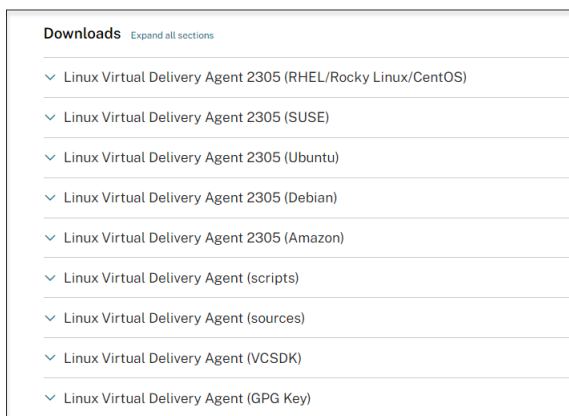 Downloads Expand all sections
Linux Virtual Delivery Agent 2305 (RHEL/Rocky Linux/CentOS)
Linux Virtual Delivery Agent 2305 (SUSE)
Linux Virtual Delivery Agent 2305 (Ubuntu)
Linux Virtual Delivery Agent 2305 (Debian)
Linux Virtual Delivery Agent 2305 (Amazon)
Linux Virtual Delivery Agent (scripts)
Linux Virtual Delivery Agent (sources)
Linux Virtual Delivery Agent (VCSDK)
Linux Virtual Delivery Agent (GPG Key)